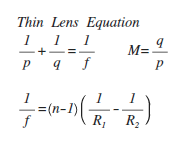 Thin Lens Equation
1/p + 1/q = 1/f M= q/p
1/f =(n-1)(1/R₁ - 1/R₂)